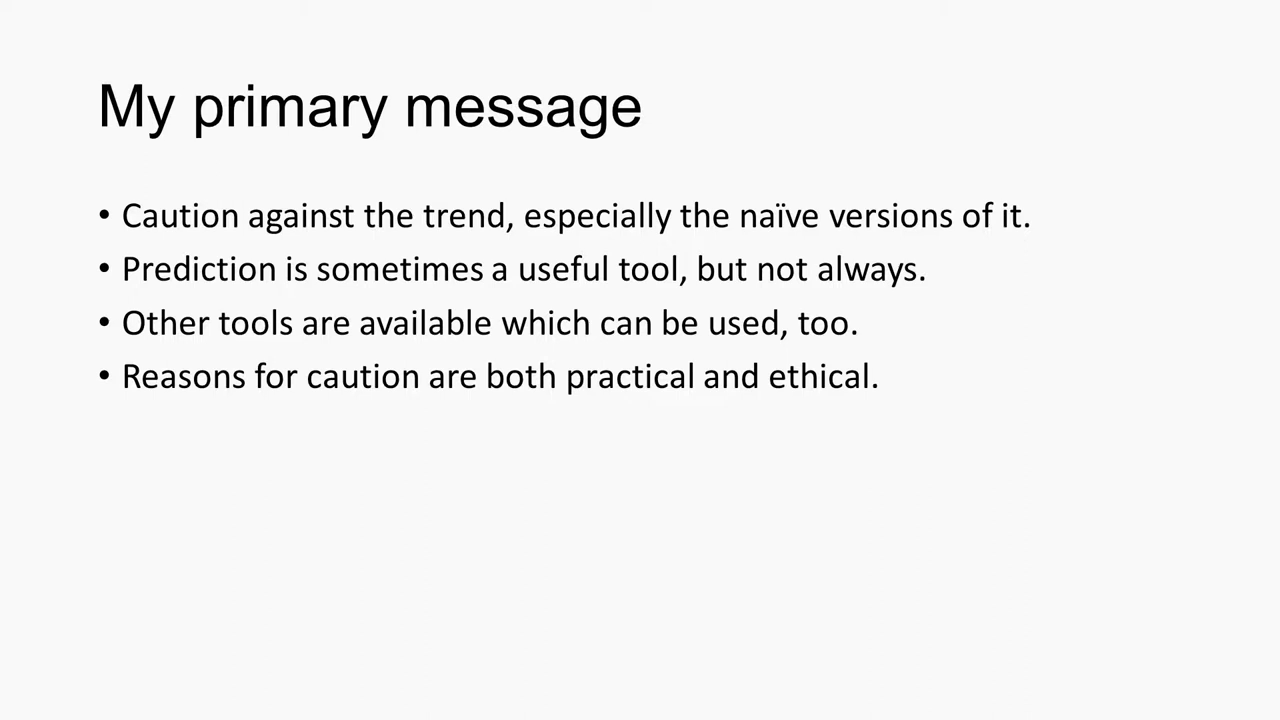 My primary message
• Caution against the trend, especially the naïve versions of it.
• Prediction is sometimes a useful tool, but not always.
• Other tools are available which can be used, too.
• Reasons for caution are both practical and ethical.